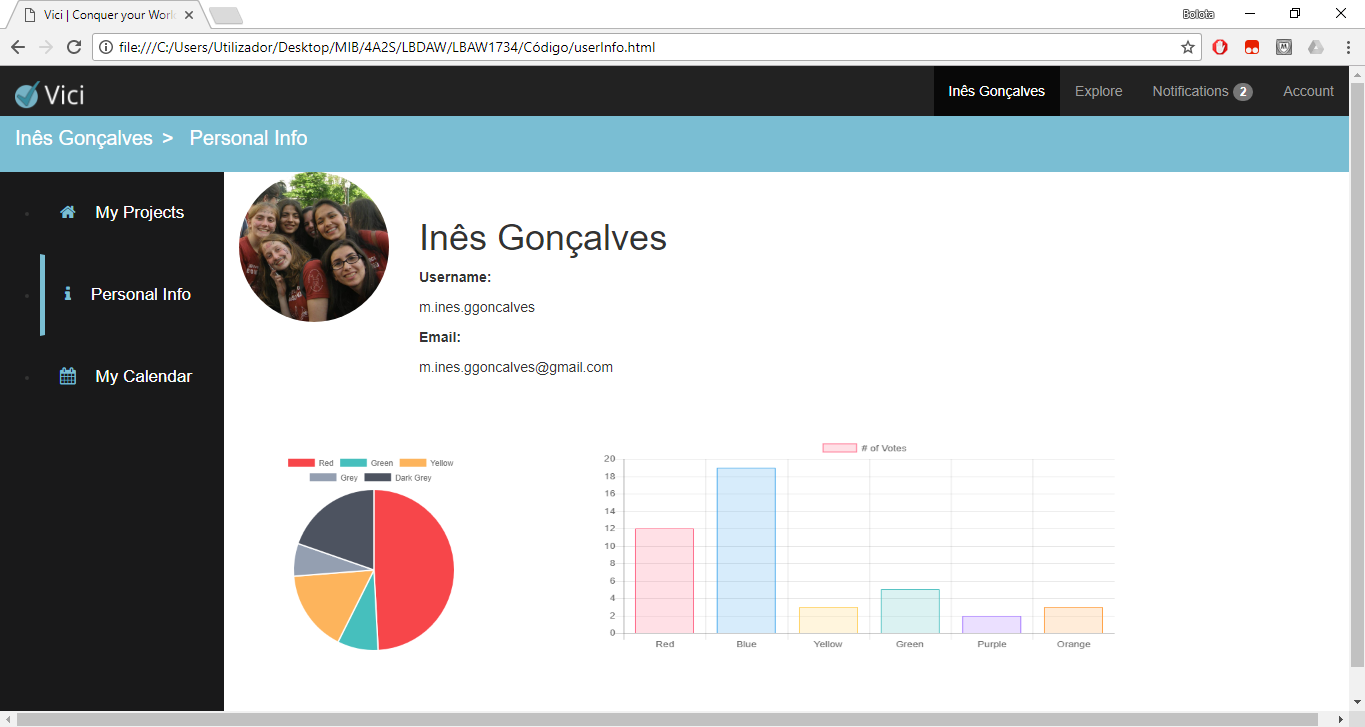 Vici | Conquer your Worl
Bolota
file:///C:/Users/Utilizador/Desktop/MIB/4A2S/LBDAW/LBAW1734/Código/userInfo.html
Vici
Inês Gonçalves Explore Notifications 2 Account
Inês Gonçalves > Personal Info
My Projects
Personal Info
My Calendar
Inês Gonçalves
Username:
m.ines.ggoncalves
Email:
m.ines.ggoncalves@gmail.com
Red Green Yellow
Grey Dark Grey
# of Votes
20
18
16
14
12
10
8
6
4
2
0
Red Blue Yellow Green Purple Orange